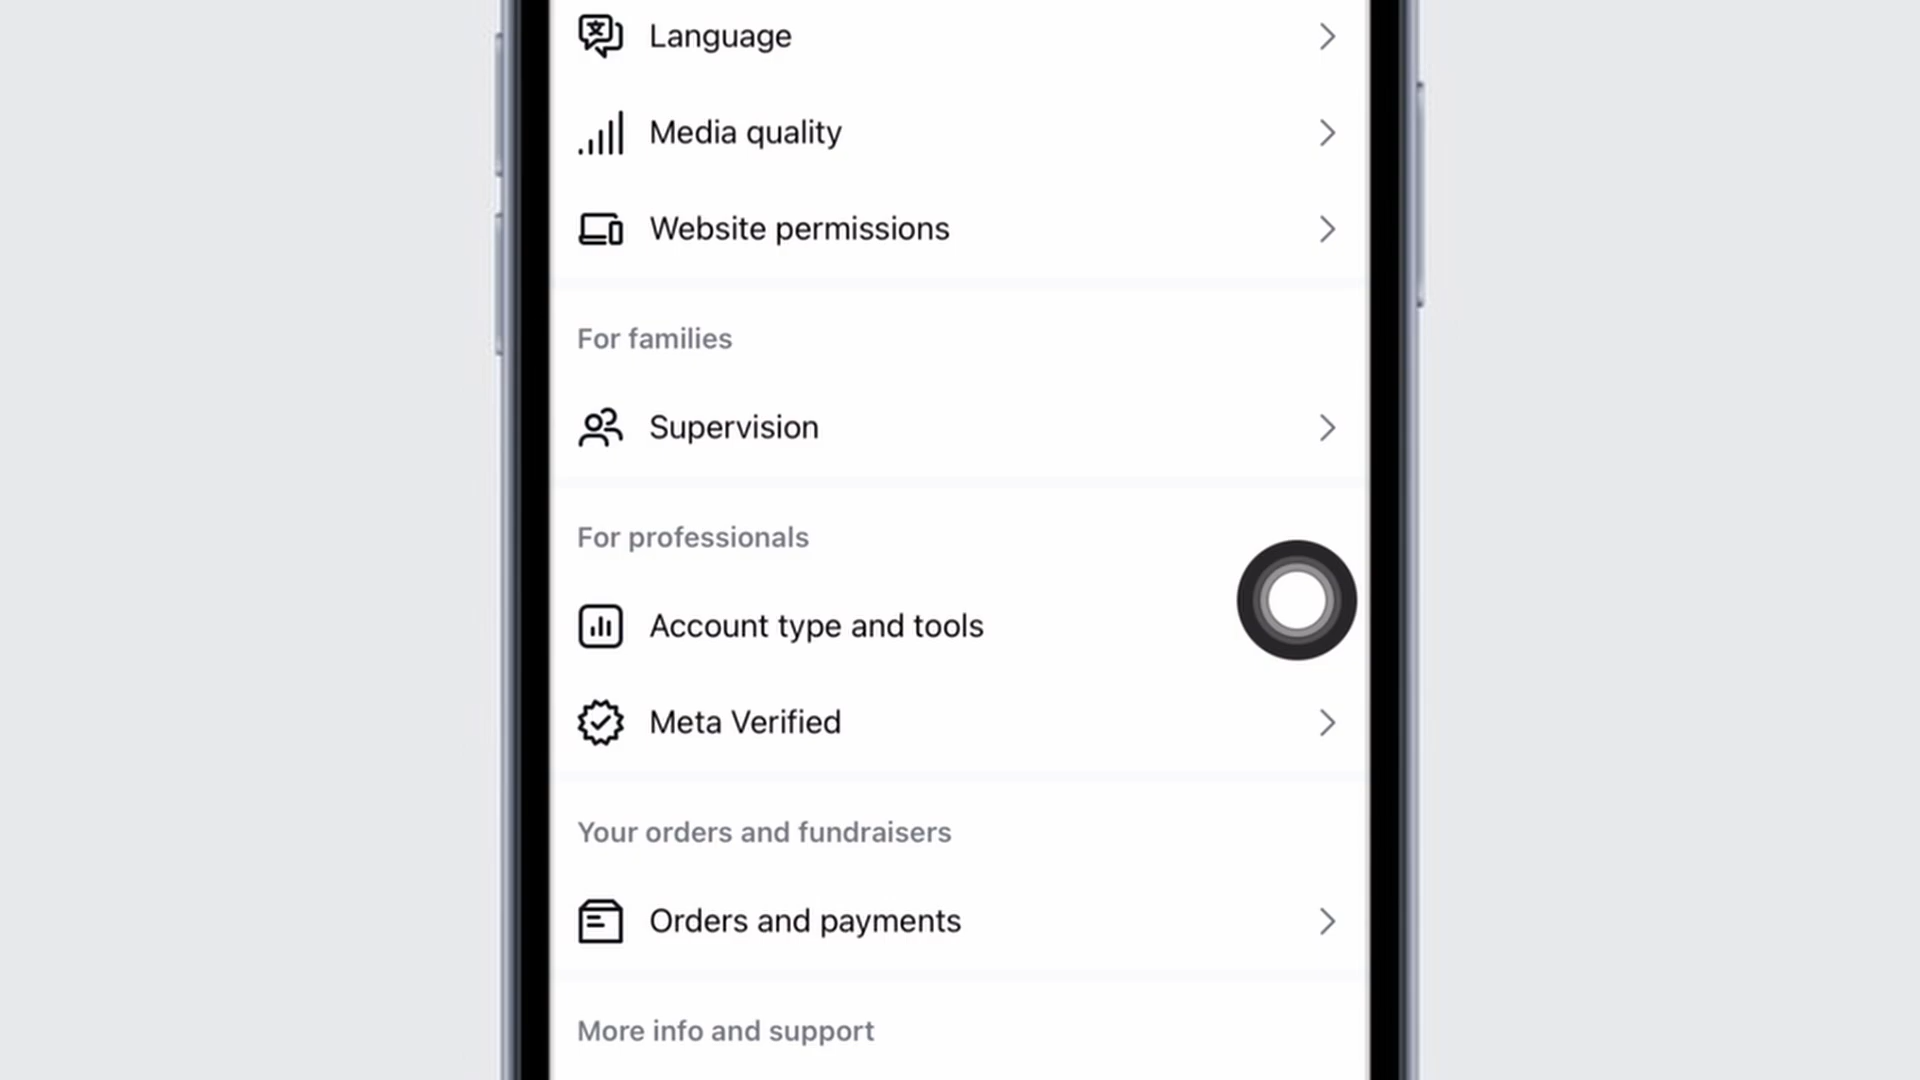 Language
Media quality
Website permissions
For families
Supervision
For professionals
Account type and tools
Meta Verified
Your orders and fundraisers
Orders and payments
More info and support